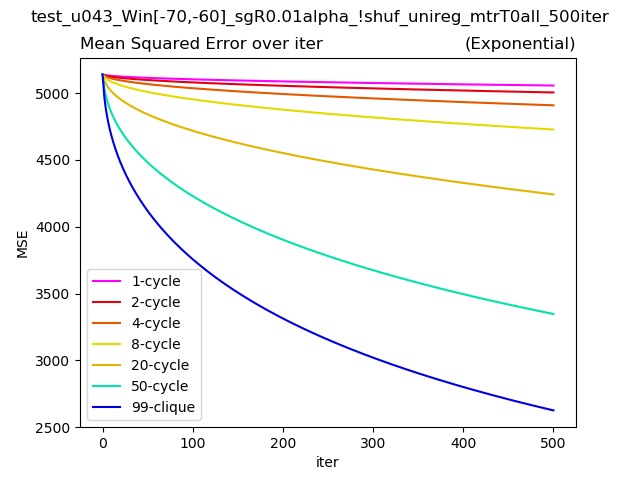 test_u043_Win[-70,-60]_sgR0.01alpha_!shuf_unireg_mtrT0all_500iter
Mean Squared Error over iter (Exponential)
MSE
5000
4500
4000
3500
3000
2500
1-cycle
2-cycle
4-cycle
8-cycle
20-cycle
50-cycle
99-clique
0 100 200 300 400 500
iter